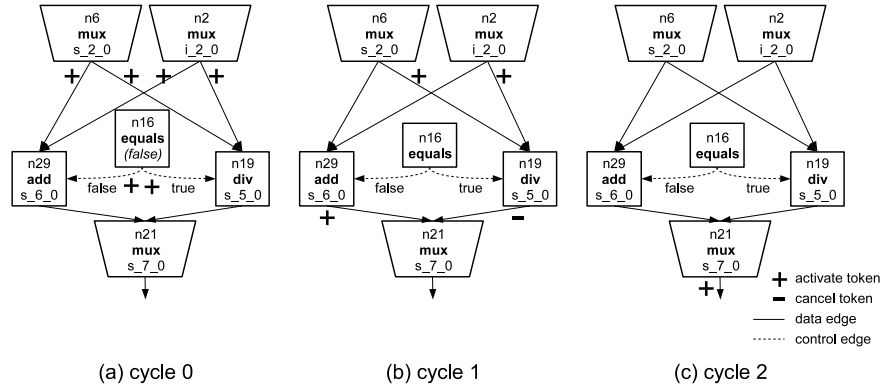 n6
mux
s_2_0
n2
mux
i_2_0
+ + + +
n16
equals
(false)
n29
add
s_6_0
n19
div
s_5_0
false
+ +
true
n21
mux
s_7_0
(a) cycle 0
n6
mux
s_2_0
n2
mux
i_2_0
+ +
n16
equals
n29
add
s_6_0
n19
div
s_5_0
false
true
+ -
n21
mux
s_7_0
(b) cycle 1
n6
mux
s_2_0
n2
mux
i_2_0
n16
equals
n29
add
s_6_0
n19
div
s_5_0
false
true
n21
mux
s_7_0
+
(c) cycle 2
+ activate token
- cancel token
data edge
control edge